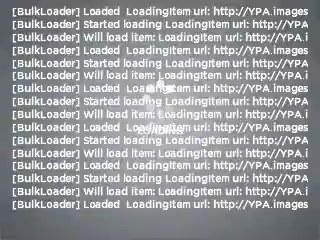 [BulkLoader] Loaded  LoadingItem url: http://YPA.images
[BulkLoader] Started loading LoadingItem url: http://YPA
[BulkLoader] Will load item: LoadingItem url: http://YPA.i
[BulkLoader] Loaded  LoadingItem url: http://YPA.images
[BulkLoader] Started loading LoadingItem url: http://YPA
[BulkLoader] Will load item: LoadingItem url: http://YPA.i
[BulkLoader] Loaded  LoadingItem url: http://YPA.images
[BulkLoader] Started loading LoadingItem url: http://YPA
[BulkLoader] Will load item: LoadingItem url: http://YPA.i
[BulkLoader] Loaded  LoadingItem url: http://YPA.images
[BulkLoader] Started loading LoadingItem url: http://YPA
[BulkLoader] Will load item: LoadingItem url: http://YPA.i
[BulkLoader] Loaded  LoadingItem url: http://YPA.images
[BulkLoader] Started loading LoadingItem url: http://YPA
[BulkLoader] Will load item: LoadingItem url: http://YPA.i
[BulkLoader] Loaded  LoadingItem url: http://YPA.images